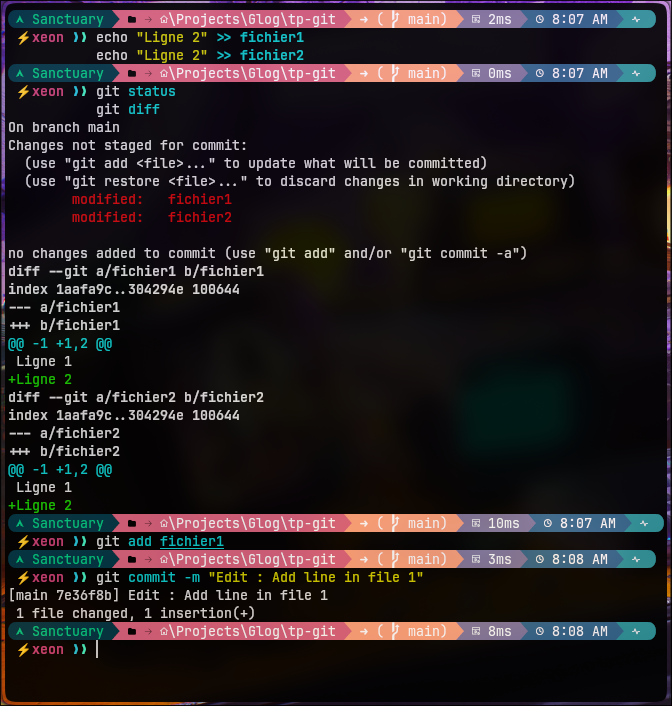 Sanctuary → \Projects\Glog\tp-git → ( main) 2ms 8:07 AM
⚡xeon ❱❱ echo "Ligne 2" >> fichier1
echo "Ligne 2" >> fichier2
Sanctuary → \Projects\Glog\tp-git → ( main) 0ms 8:07 AM
⚡xeon ❱❱ git status
git diff
On branch main
Changes not staged for commit:
  (use "git add <file>..." to update what will be committed)
  (use "git restore <file>..." to discard changes in working directory)
        modified:   fichier1
        modified:   fichier2

no changes added to commit (use "git add" and/or "git commit -a")
diff --git a/fichier1 b/fichier1
index 1aafa9c..304294e 100644
--- a/fichier1
+++ b/fichier1
@@ -1 +1,2 @@
 Ligne 1
+Ligne 2
diff --git a/fichier2 b/fichier2
index 1aafa9c..304294e 100644
--- a/fichier2
+++ b/fichier2
@@ -1 +1,2 @@
 Ligne 1
+Ligne 2
Sanctuary → \Projects\Glog\tp-git → ( main) 10ms 8:07 AM
⚡xeon ❱❱ git add fichier1
Sanctuary → \Projects\Glog\tp-git → ( main) 3ms 8:08 AM
⚡xeon ❱❱ git commit -m "Edit : Add line in file 1"
[main 7e36f8b] Edit : Add line in file 1
 1 file changed, 1 insertion(+)
Sanctuary → \Projects\Glog\tp-git → ( main) 8ms 8:08 AM
⚡xeon ❱❱